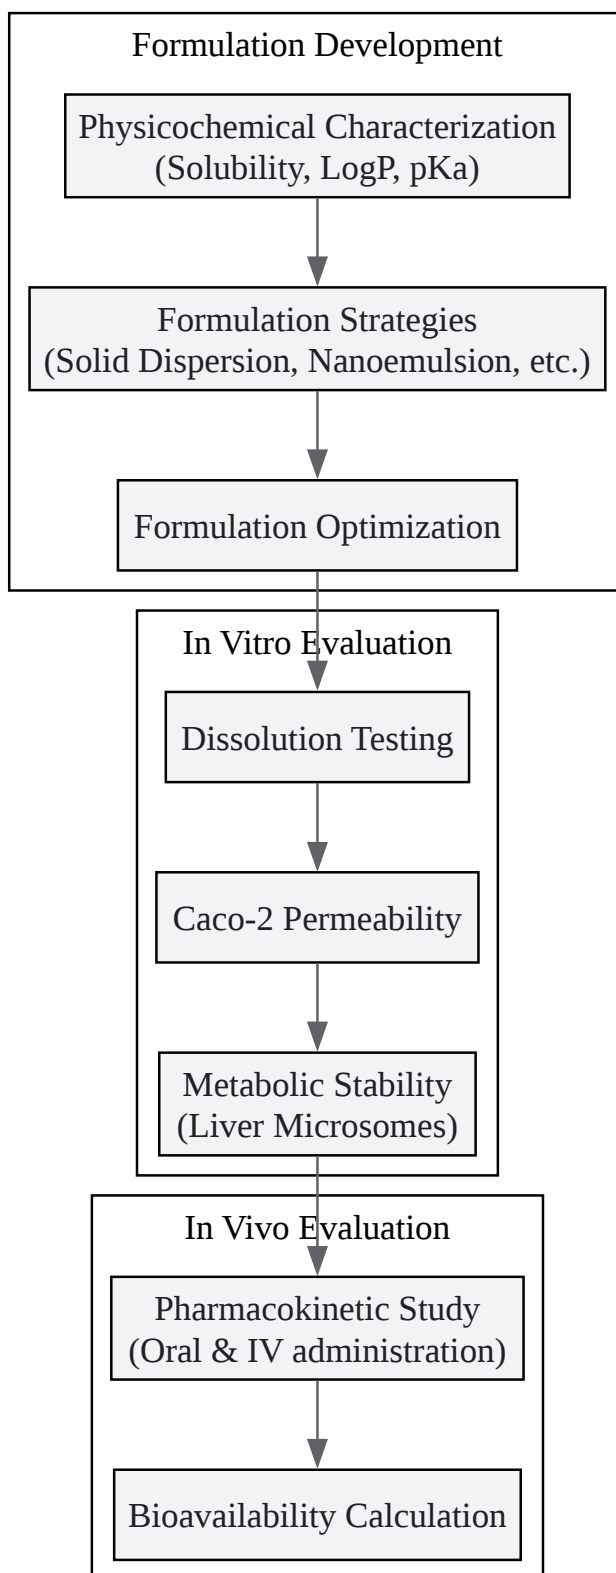 Formulation Development
Physicochemical Characterization
(Solubility, LogP, pKa)
Formulation Strategies
(Solid Dispersion, Nanoemulsion, etc.)
Formulation Optimization
In Vitro Evaluation
Dissolution Testing
Caco-2 Permeability
Metabolic Stability
(Liver Microsomes)
In Vivo Evaluation
Pharmacokinetic Study
(Oral & IV administration)
Bioavailability Calculation